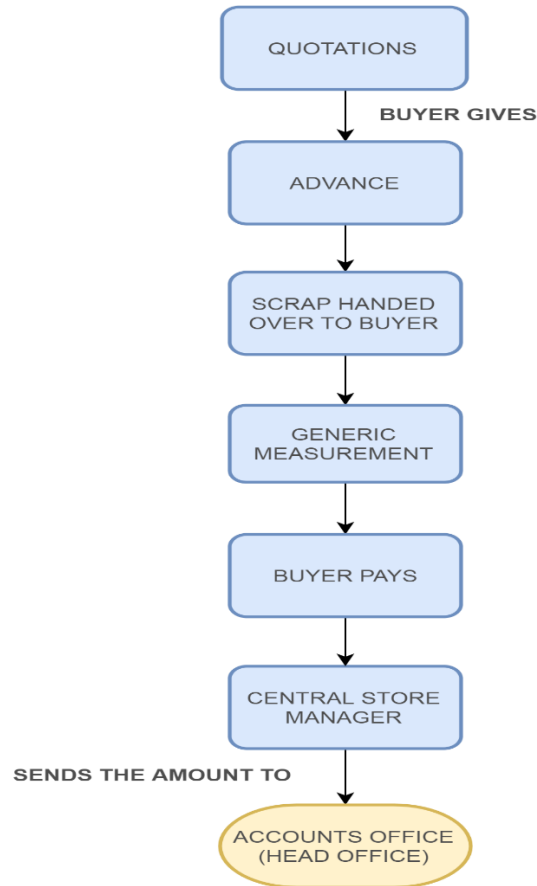 QUOTATIONS
BUYER GIVES
ADVANCE
SCRAP HANDED
OVER TO BUYER
GENERIC
MEASUREMENT
BUYER PAYS
CENTRAL STORE
MANAGER
SENDS THE AMOUNT TO
ACCOUNTS OFFICE
(HEAD OFFICE)